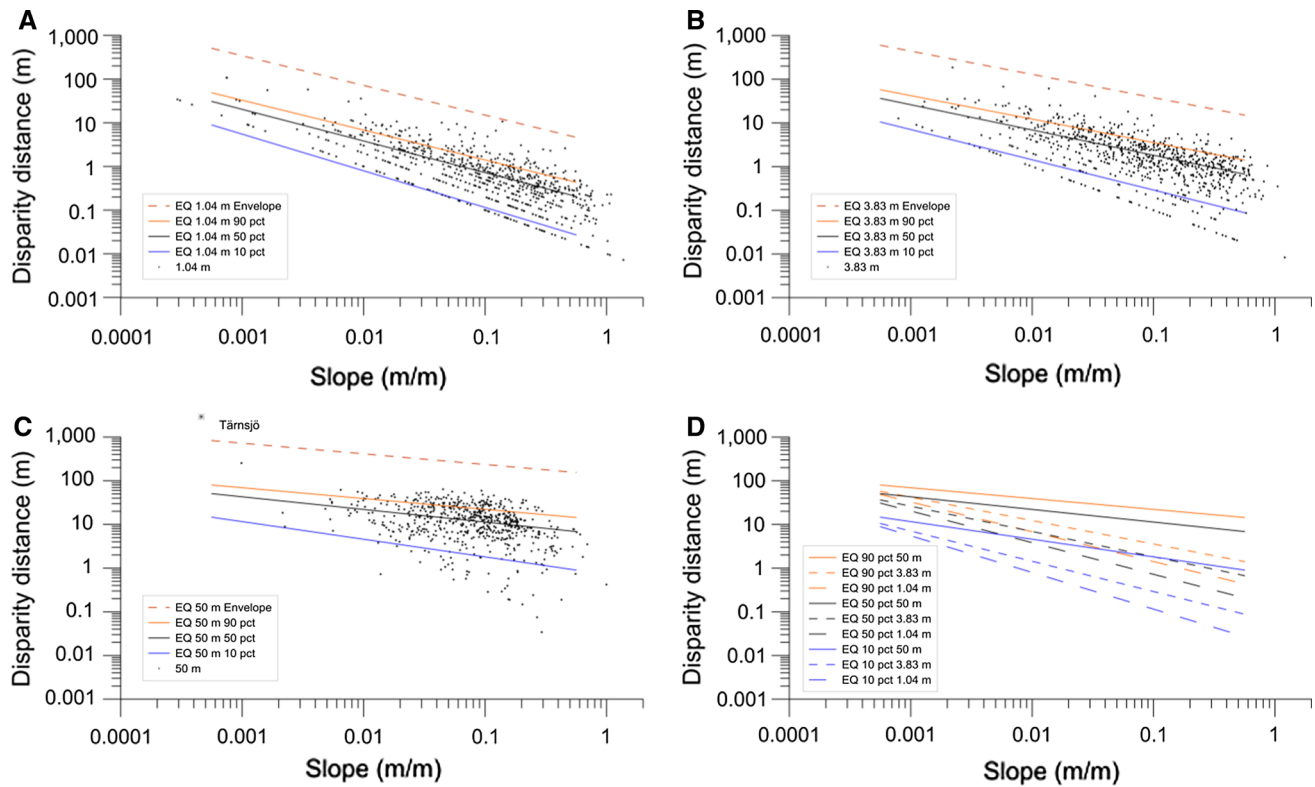 A
Disparity distance (m)
1,000
100
10
1
0.1
0.01
0.001
EQ 1.04 m Envelope
EQ 1.04 m 90 pct
EQ 1.04 m 50 pct
EQ 1.04 m 10 pct
1.04 m
0.0001 0.001 0.01 0.1 1
Slope (m/m)
B
Disparity distance (m)
1,000
100
10
1
0.1
0.01
0.001
EQ 3.83 m Envelope
EQ 3.83 m 90 pct
EQ 3.83 m 50 pct
EQ 3.83 m 10 pct
3.83 m
0.0001 0.001 0.01 0.1 1
Slope (m/m)
C
Tärnsjö
Disparity distance (m)
1,000
100
10
1
0.1
0.01
0.001
EQ 50 m Envelope
EQ 50 m 90 pct
EQ 50 m 50 pct
EQ 50 m 10 pct
50 m
0.0001 0.001 0.01 0.1 1
Slope (m/m)
D
Disparity distance (m)
1,000
100
10
1
0.1
0.01
0.001
EQ 90 pct 50 m
EQ 90 pct 3.83 m
EQ 90 pct 1.04 m
EQ 50 pct 50 m
EQ 50 pct 3.83 m
EQ 50 pct 1.04 m
EQ 10 pct 50 m
EQ 10 pct 3.83 m
EQ 10 pct 1.04 m
0.0001 0.001 0.01 0.1 1
Slope (m/m)